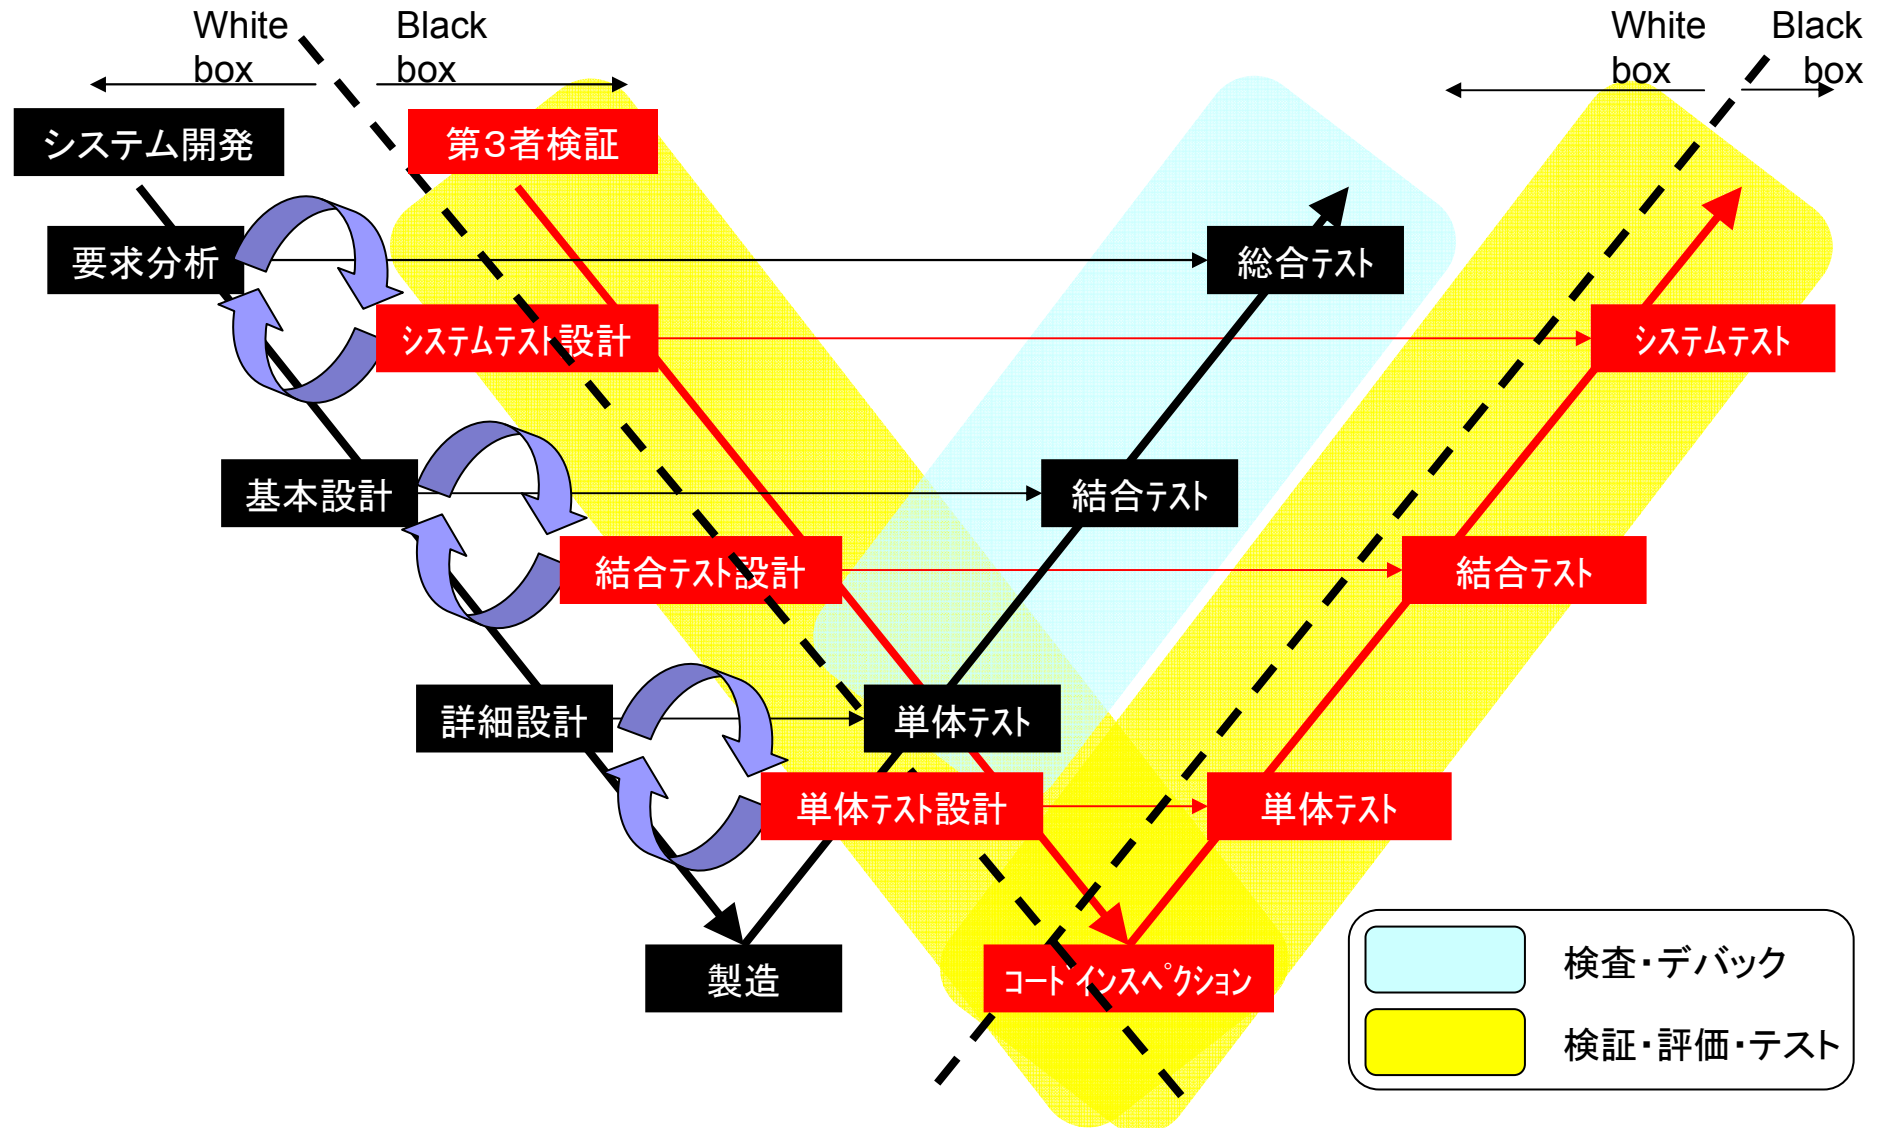 White box
Black box
White box
Black box
システム開発
第3者検証
要求分析
総合テスト
システムテスト設計
システムテスト
基本設計
結合テスト
結合テスト設計
結合テスト
詳細設計
単体テスト
単体テスト設計
単体テスト
製造
コードインスペクション
検査・デバック
検証・評価・テスト